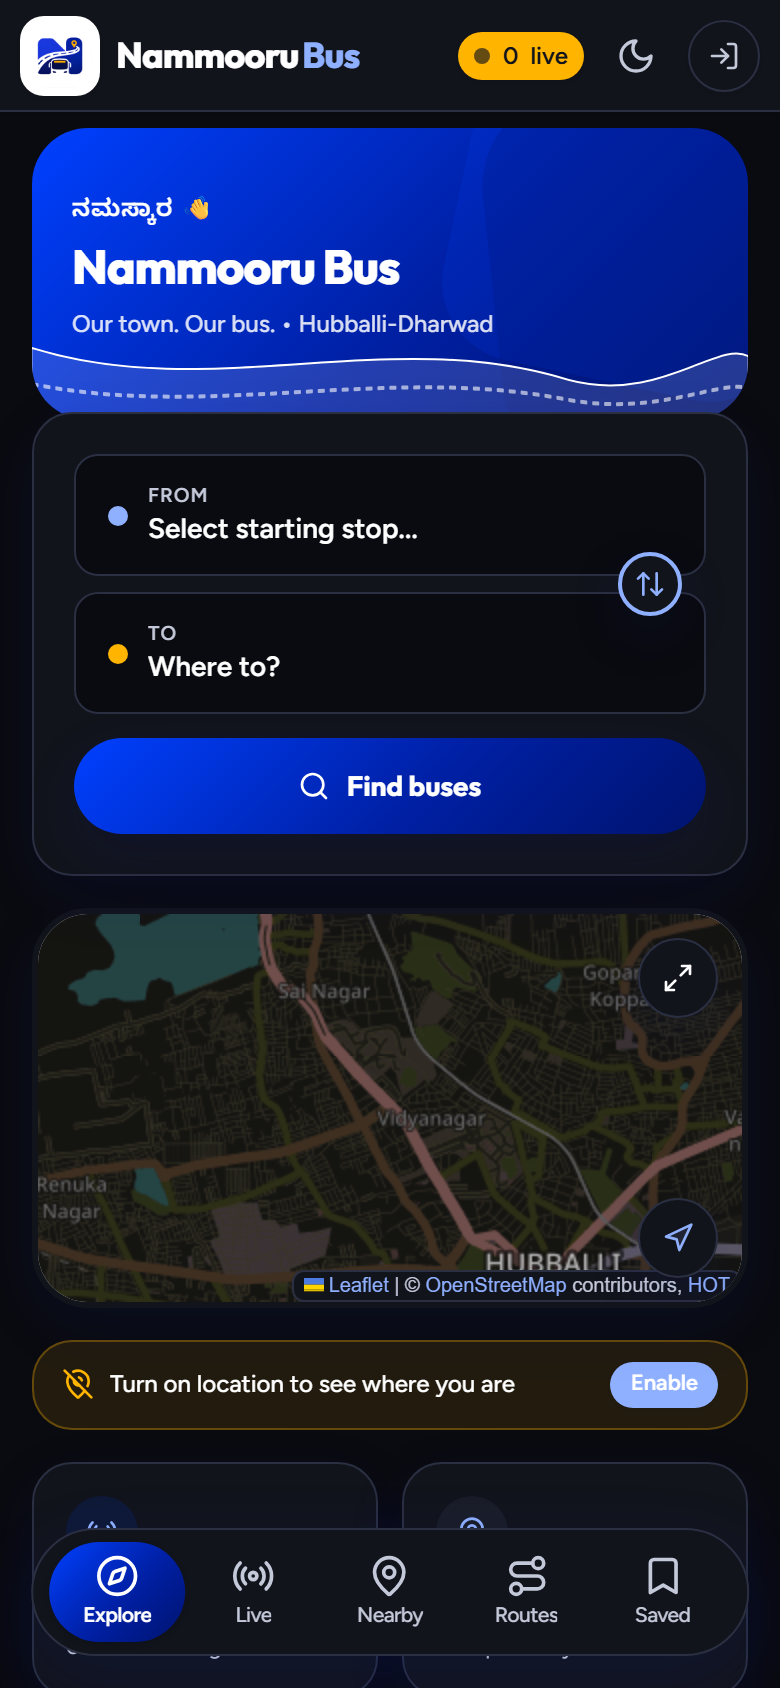 Nammooru Bus
0 live
ನಮಸ್ಕಾರ 👋
Nammooru Bus
Our town. Our bus. • Hubballi-Dharwad
FROM
Select starting stop...
TO
Where to?
Find buses
Sai Nagar
Gopan
Koppa
Vidyanagar
Renuka
Nagar
HUBBALLI
Leaflet | © OpenStreetMap contributors, HOT
Turn on location to see where you are
Enable
Explore
Live
Nearby
Routes
Saved